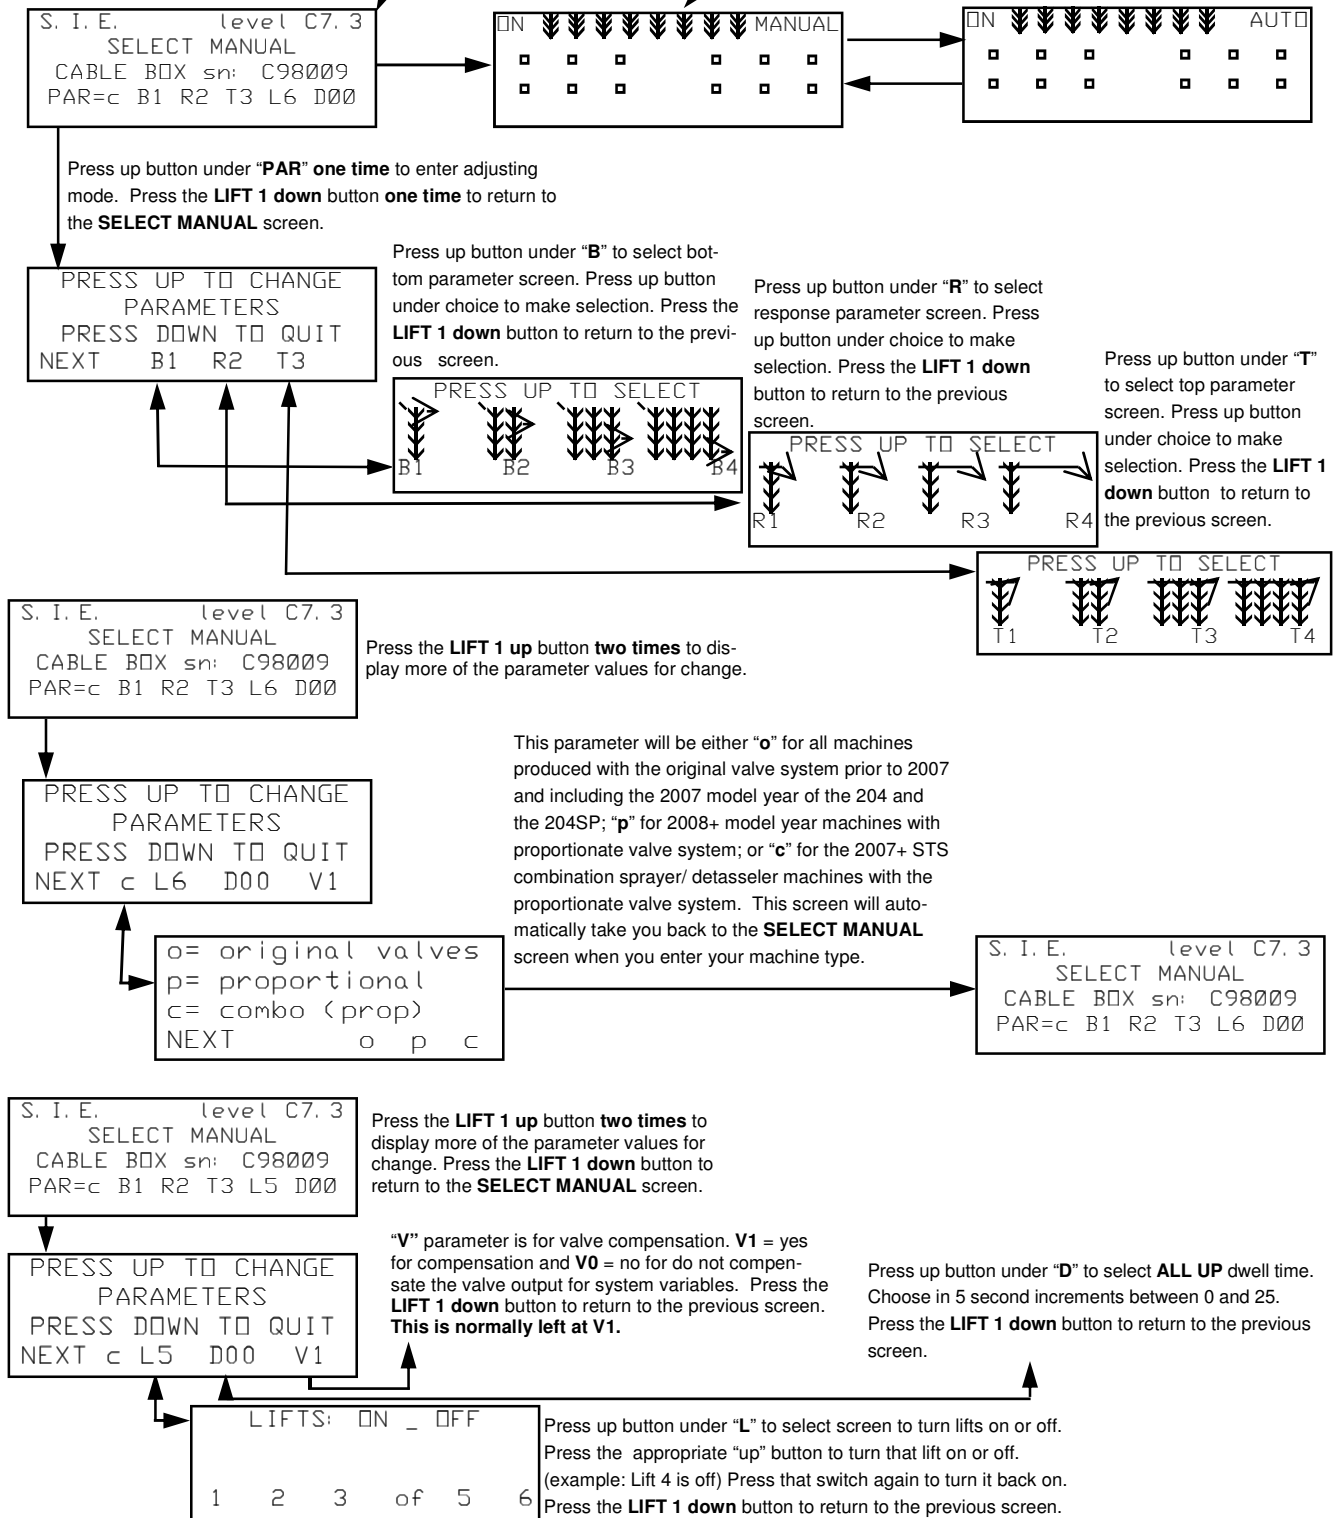 S.I.E. level C7.3
SELECT MANUAL
CABLE BOX sn: C98009
PAR=c B1 R2 T3 L6 D00
ON MANUAL
ON AUTO
Press up button under “PAR” one time to enter adjusting
mode. Press the LIFT 1 down button one time to return to
the SELECT MANUAL screen.
PRESS UP TO CHANGE
PARAMETERS
PRESS DOWN TO QUIT
NEXT B1 R2 T3
Press up button under “B” to select bot-
tom parameter screen. Press up button
under choice to make selection. Press the
LIFT 1 down button to return to the previ-
ous screen.
PRESS UP TO SELECT
B1 B2 B3 B4
Press up button under “R” to select
response parameter screen. Press
up button under choice to make
selection. Press the LIFT 1 down
button to return to the previous
screen.
PRESS UP TO SELECT
R1 R2 R3 R4
Press up button under “T”
to select top parameter
screen. Press up button
under choice to make
selection. Press the LIFT 1
down button to return to
the previous screen.
PRESS UP TO SELECT
T1 T2 T3 T4
S.I.E. level C7.3
SELECT MANUAL
CABLE BOX sn: C98009
PAR=c B1 R2 T3 L6 D00
Press the LIFT 1 up button two times to dis-
play more of the parameter values for change.
PRESS UP TO CHANGE
PARAMETERS
PRESS DOWN TO QUIT
NEXT c L6 D00 V1
This parameter will be either “o” for all machines
produced with the original valve system prior to 2007
and including the 2007 model year of the 204 and
the 204SP; “p” for 2008+ model year machines with
proportionate valve system; or “c” for the 2007+ STS
combination sprayer/ detasseler machines with the
proportionate valve system. This screen will auto-
matically take you back to the SELECT MANUAL
screen when you enter your machine type.
o= original valves
p= proportional
c= combo (prop)
NEXT o p c
S.I.E. level C7.3
SELECT MANUAL
CABLE BOX sn: C98009
PAR=c B1 R2 T3 L6 D00
S.I.E. level C7.3
SELECT MANUAL
CABLE BOX sn: C98009
PAR=c B1 R2 T3 L5 D00
Press the LIFT 1 up button two times to
display more of the parameter values for
change. Press the LIFT 1 down button to
return to the SELECT MANUAL screen.
PRESS UP TO CHANGE
PARAMETERS
PRESS DOWN TO QUIT
NEXT c L5 D00 V1
“V” parameter is for valve compensation. V1 = yes
for compensation and V0 = no for do not compen-
sate the valve output for system variables. Press the
LIFT 1 down button to return to the previous screen.
This is normally left at V1.
Press up button under “D” to select ALL UP dwell time.
Choose in 5 second increments between 0 and 25.
Press the LIFT 1 down button to return to the previous
screen.
LIFTS: ON _ OFF
1 2 3 of 5 6
Press up button under “L” to select screen to turn lifts on or off.
Press the appropriate “up” button to turn that lift on or off.
(example: Lift 4 is off) Press that switch again to turn it back on.
Press the LIFT 1 down button to return to the previous screen.